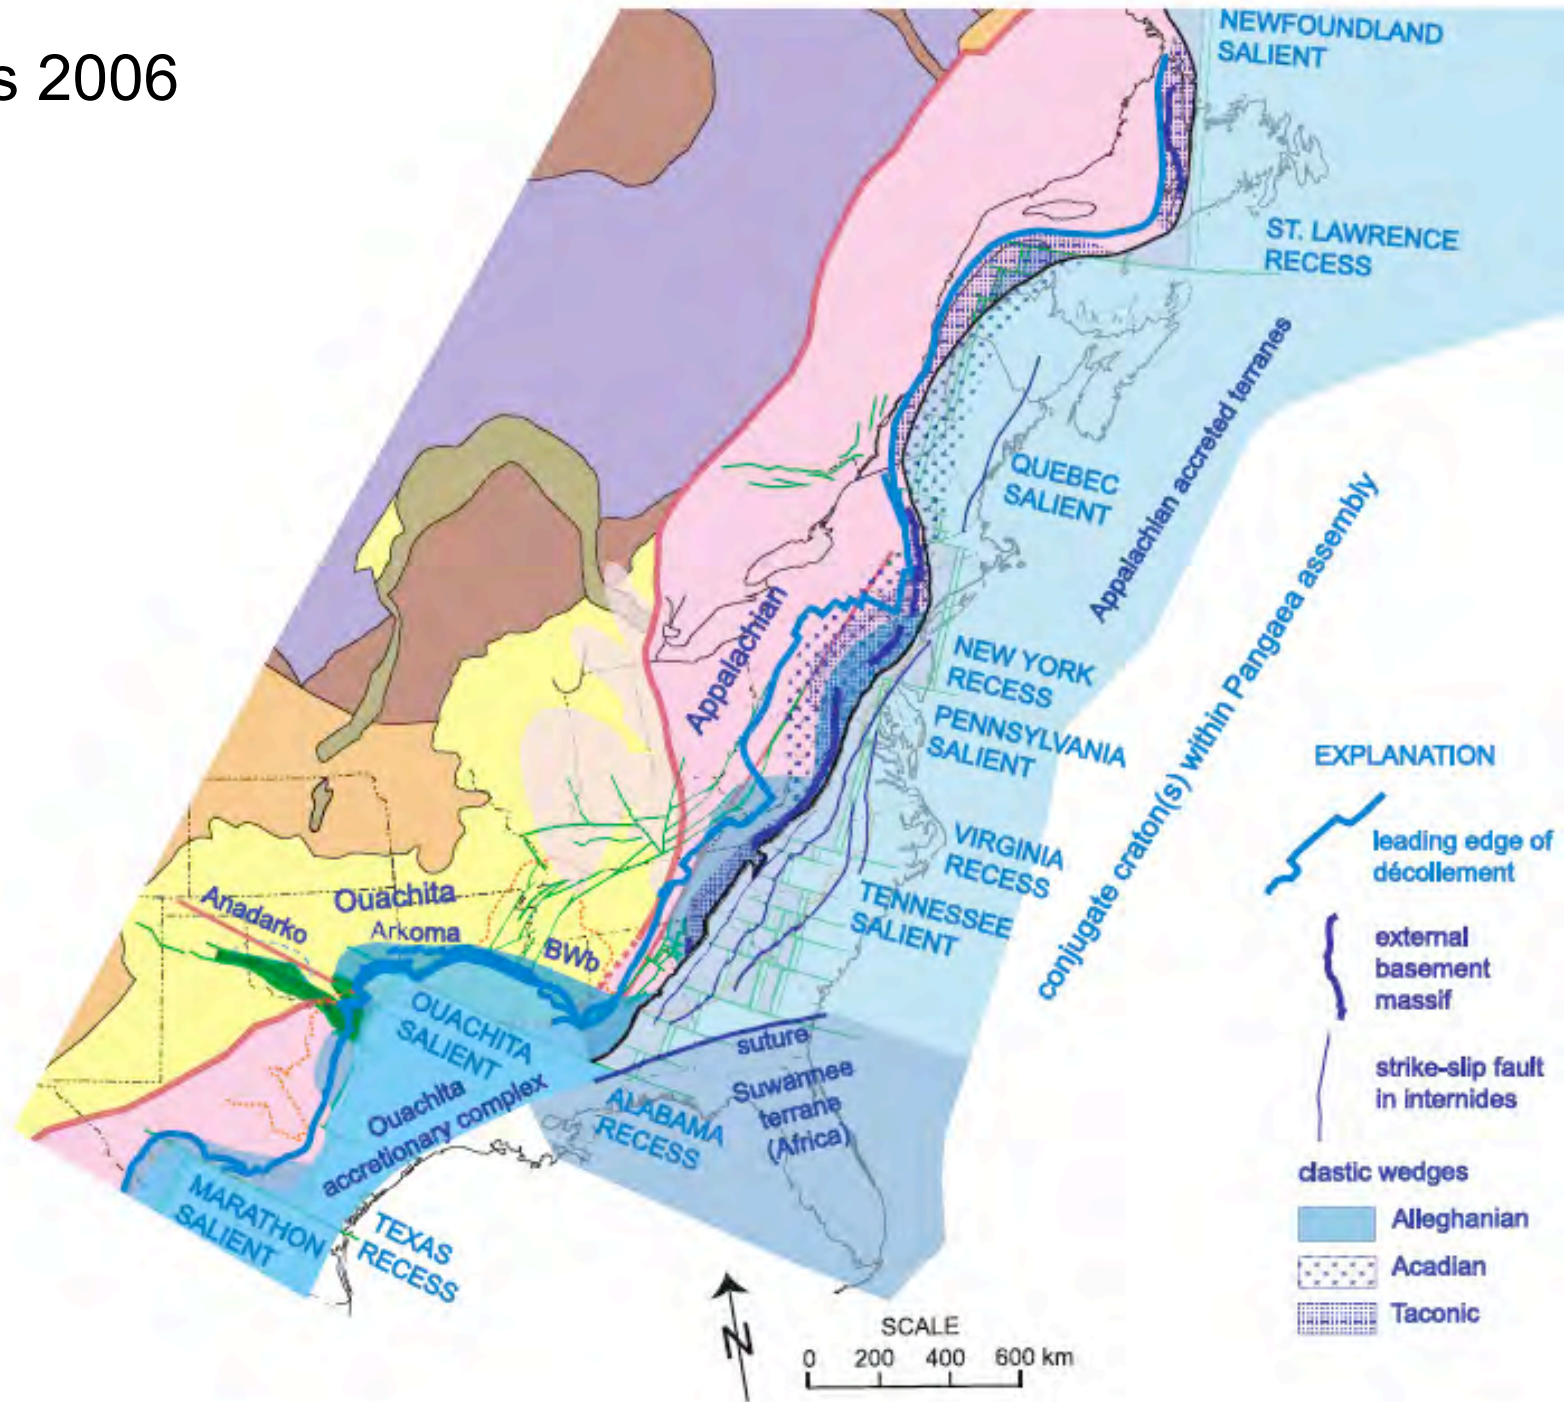 s 2006
NEWFOUNDLAND
SALIENT
ST. LAWRENCE
RECESS
Appalachian accreted terranes
QUEBEC
SALIENT
conjugate craton(s) within Pangaea assembly
Appalachian
NEW YORK
RECESS
PENNSYLVANIA
SALIENT
VIRGINIA
RECESS
TENNESSEE
SALIENT
Anadarko
Ouachita
Arkoma
BWb
OUACHITA
SALIENT
Ouachita
accretionary complex
suture
Suwannee
terrane
(Africa)
ALABAMA
RECESS
MARATHON
SALIENT
TEXAS
RECESS
N
SCALE
0 200 400 600 km
EXPLANATION
leading edge of
décollement
external
basement
massif
strike-slip fault
in internides
clastic wedges
Alleghanian
Acadian
Taconic